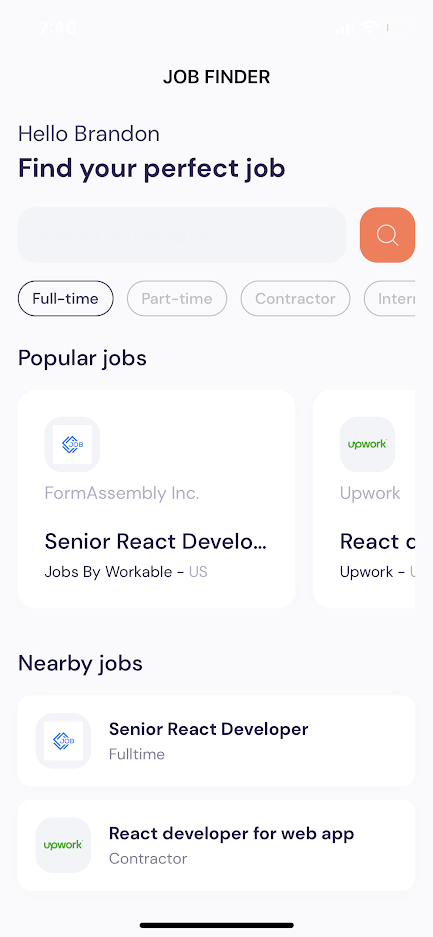 7:40
JOB FINDER
Hello Brandon
Find your perfect job
Full-time Part-time Contractor Intern
Popular jobs
JOB
upwork
FormAssembly Inc.
Upwork
Senior React Develo...
React d
Jobs By Workable - US
Upwork - U
Nearby jobs
JOB
Senior React Developer
Fulltime
upwork
React developer for web app
Contractor